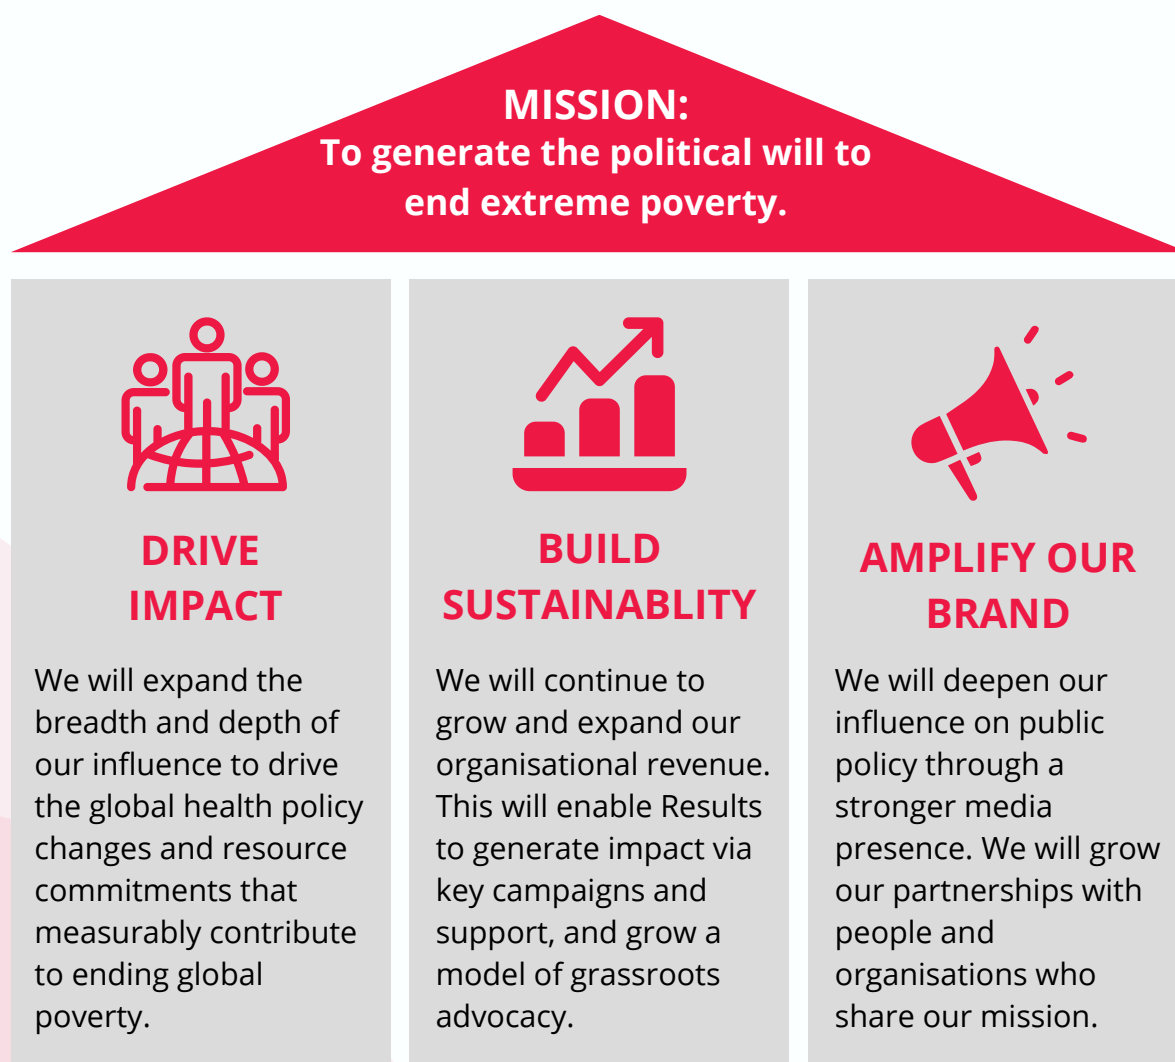 MISSION:
To generate the political will to
end extreme poverty.
DRIVE
IMPACT
We will expand the
breadth and depth of
our influence to drive
the global health policy
changes and resource
commitments that
measurably contribute
to ending global
poverty.
BUILD
SUSTAINABLITY
We will continue to
grow and expand our
organisational revenue.
This will enable Results
to generate impact via
key campaigns and
support, and grow a
model of grassroots
advocacy.
AMPLIFY OUR
BRAND
We will deepen our
influence on public
policy through a
stronger media
presence. We will grow
our partnerships with
people and
organisations who
share our mission.